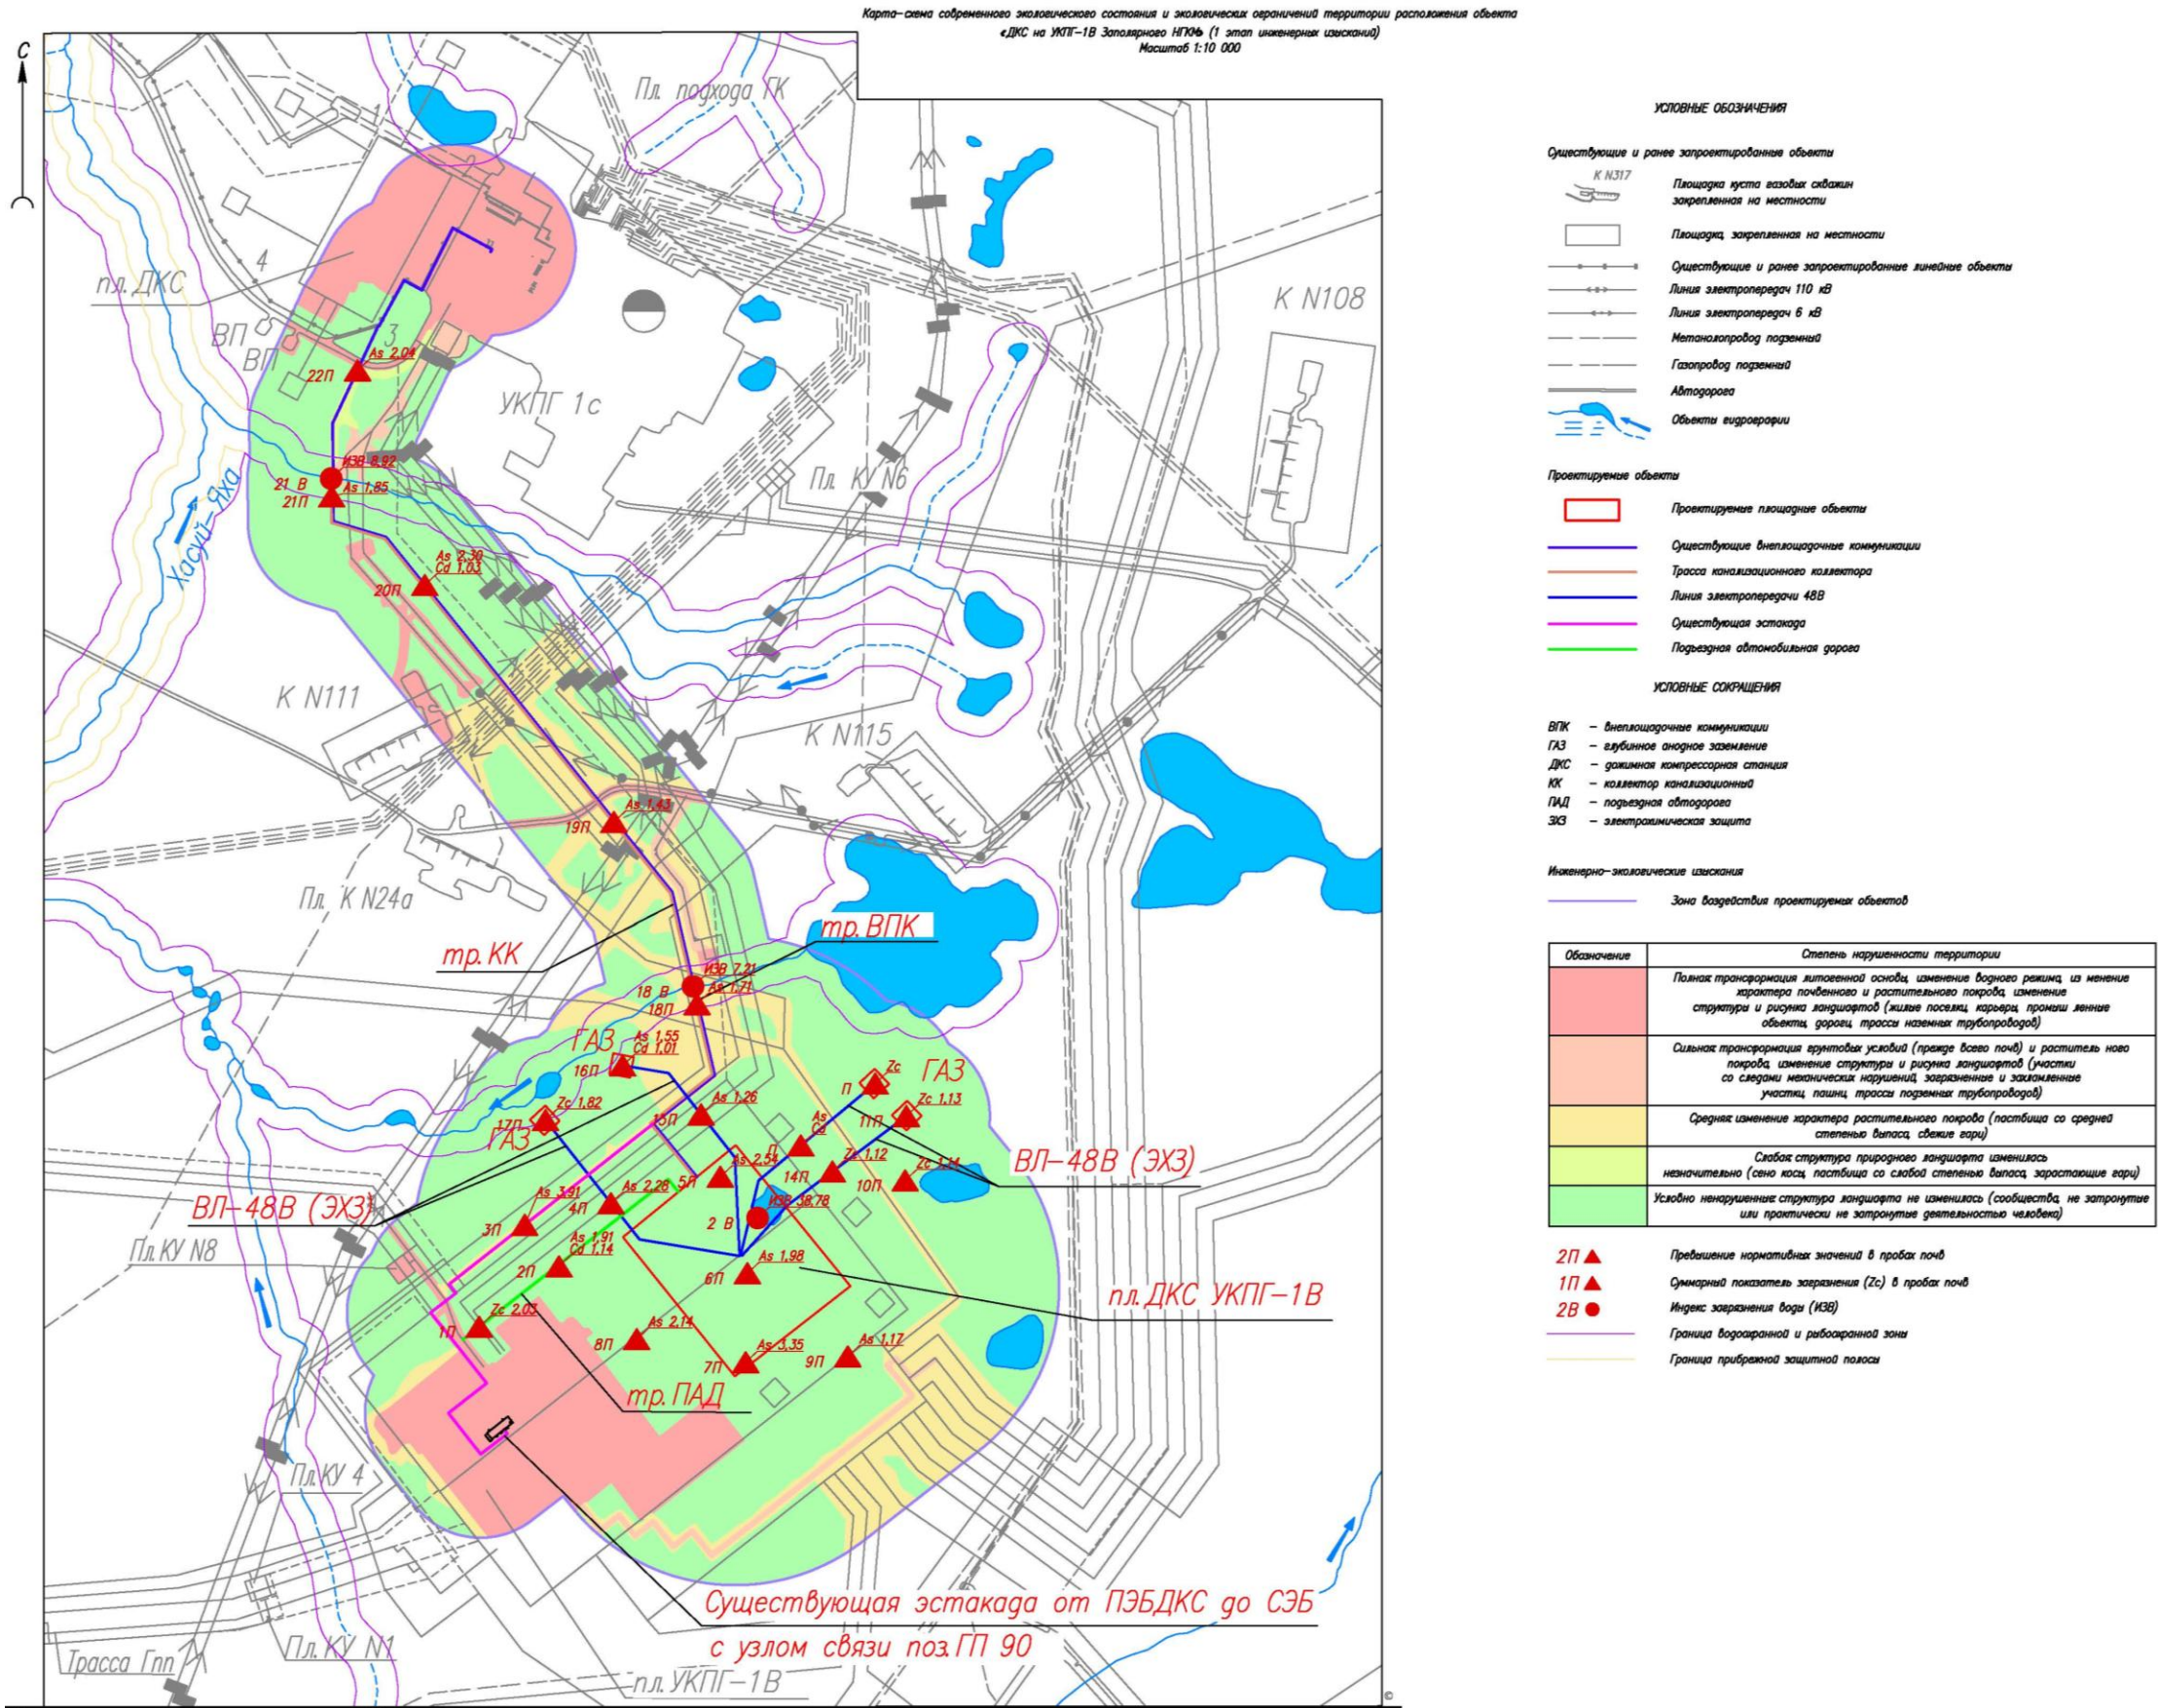 Карта-схема современного экологического состояния и экологических ограничений территории расположения объекта
«ДКС на УКПГ-1В Заполярного НГКМ» (1 этап инженерных изысканий)
Масштаб 1:10 000
С
Пл. подхода ГК
1
2
4
пл. ДКС
ВП
ВП
3
As 2,04
22П
УКПГ 1с
К N108
ИЗВ 8,92
21 В
As 1,85
21П
Пл. КУ N6
Хасуй-Яха
As 2,30
Cd 1,03
20П
К N111
К N115
As 1,43
19П
Пл. К N24а
тр. ВПК
тр. КК
ИЗВ 7,21
18 В
As 1,71
18П
ГАЗ
As 1,55
Cd 1,01
16П
Zc
П
ГАЗ
Zc 1,82
17П
ГАЗ
As 1,26
15П
Zc 1,13
11П
As
Cd
П
ВЛ-48В (ЭХЗ)
As 2,54
5П
Zc 1,12
14П
Zc 1,14
10П
ВЛ-48В (ЭХЗ)
As 3,91
3П
As 2,28
4П
ИЗВ 38,78
2 В
Пл.КУ N8
As 1,91
Cd 1,14
2П
As 1,98
6П
пл. ДКС УКПГ-1В
Zc 2,03
1П
As 2,14
8П
As 3,35
7П
As 1,17
9П
тр. ПАД
Пл.КУ 4
Существующая эстакада от ПЭБДКС до СЭБ
с узлом связи поз.ГП 90
Трасса Гпп
Пл.КУ N1
пл. УКПГ-1В
©
УСЛОВНЫЕ ОБОЗНАЧЕНИЯ
Существующие и ранее запроектированные объекты
К N317
Площадка куста газовых скважин
закрепленная на местности
Площадка, закрепленная на местности
Существующие и ранее запроектированные линейные объекты
Линия электропередач 110 кВ
Линия электропередач 6 кВ
Метанолопровод подземный
Газопровод подземный
Автодорога
Объекты гидрографии
Проектируемые объекты
Проектируемые площадные объекты
Существующие внеплощадочные коммуникации
Трасса канализационного коллектора
Линия электропередачи 48В
Существующая эстакада
Подъездная автомобильная дорога
УСЛОВНЫЕ СОКРАЩЕНИЯ
ВПК – внеплощадочные коммуникации
ГАЗ – глубинное анодное заземление
ДКС – дожимная компрессорная станция
КК – коллектор канализационный
ПАД – подъездная автодорога
ЭХЗ – электрохимическая защита
Инженерно-экологические изыскания
Зона воздействия проектируемых объектов
Обозначение Степень нарушенности территории
Полная: трансформация литогенной основы, изменение водного режима, из менение
характера почвенного и растительного покрова, изменение
структуры и рисунка ландшафтов (жилые поселки, карьеры, промыш ленные
объекты, дороги, трассы наземных трубопроводов)
Сильная: трансформация грунтовых условий (прежде всего почв) и раститель ного
покрова, изменение структуры и рисунка ландшафтов (участки
со следами механических нарушений, загрязненные и захламленные
участки, пашни, трассы подземных трубопроводов)
Средняя: изменение характера растительного покрова (пастбища со средней
степенью выпаса, свежие гари)
Слабая: структура природного ландшафта изменилась
незначительно (сено косы, пастбища со слабой степенью выпаса, зарастающие гари)
Условно ненарушенные: структура ландшафта не изменилась (сообщества, не затронутые
или практически не затронутые деятельностью человека)
2П Превышение нормативных значений в пробах почв
1П Суммарный показатель загрязнения (Zc) в пробах почв
2В Индекс загрязнения воды (ИЗВ)
Граница водоохранной и рыбоохранной зоны
Граница прибрежной защитной полосы